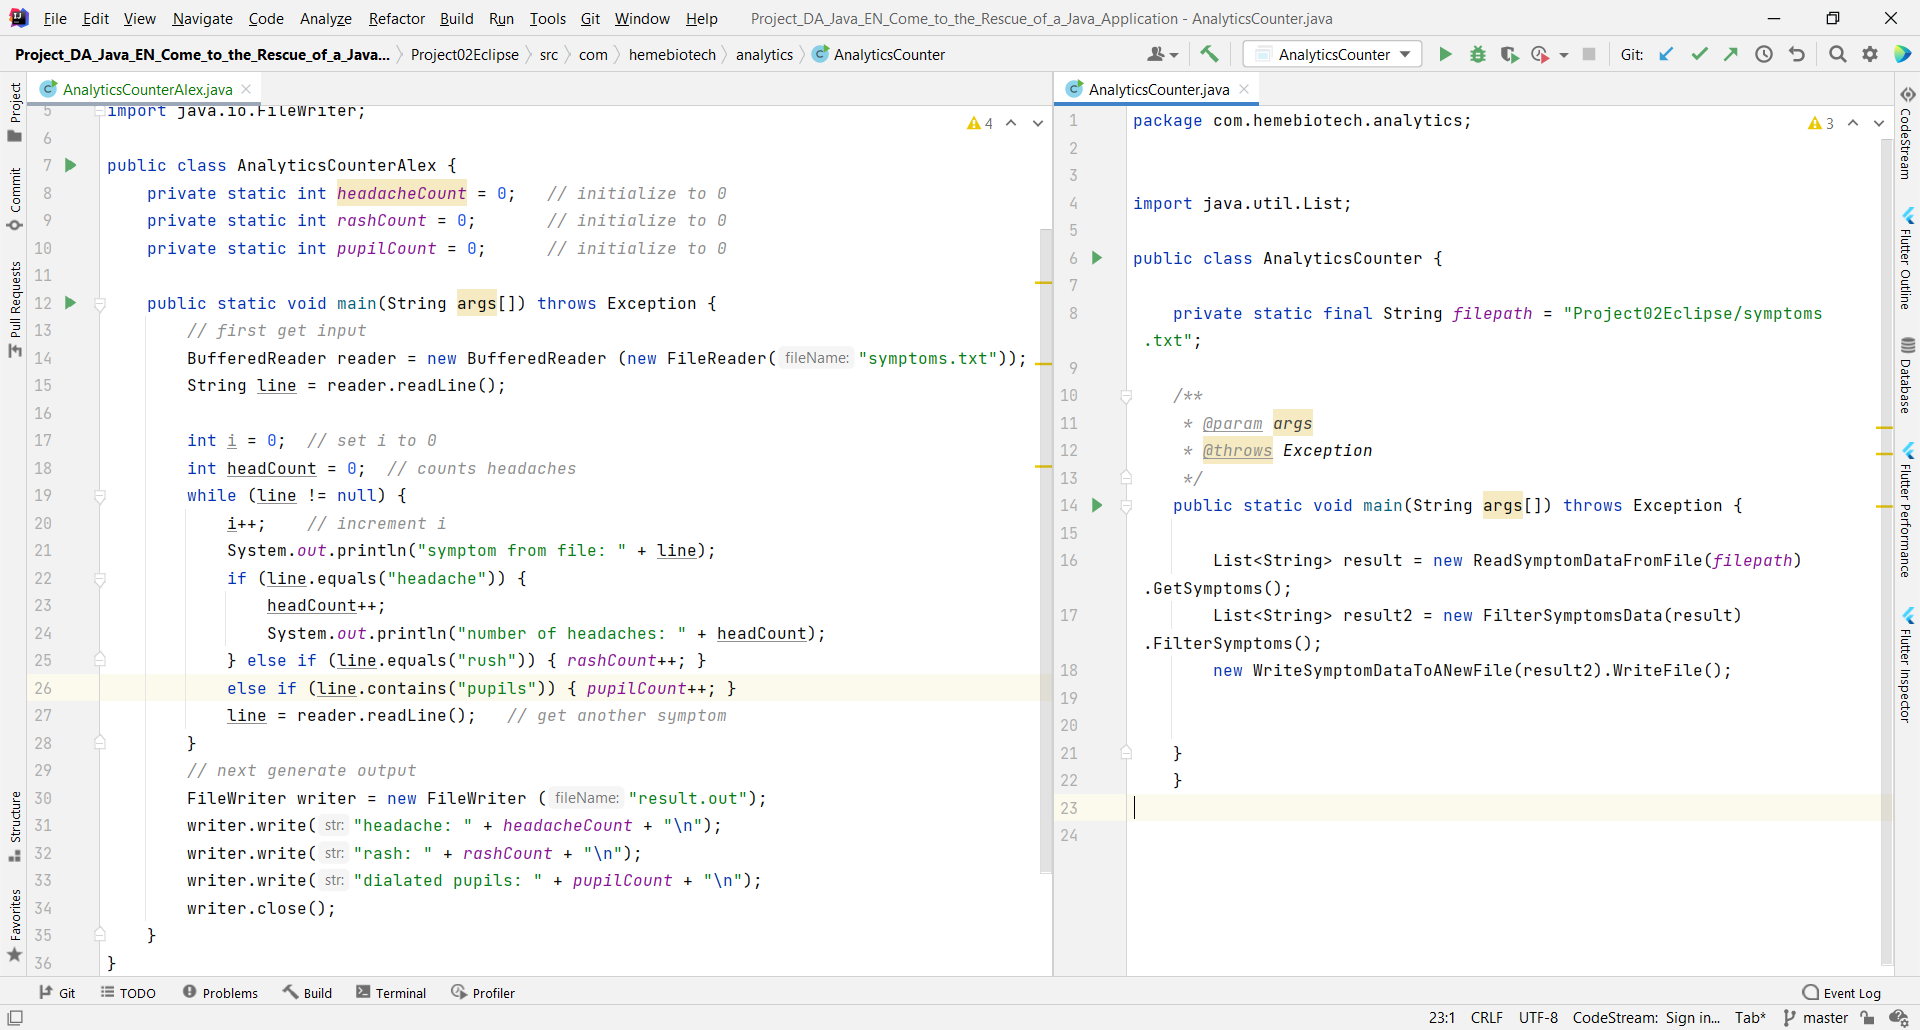 File Edit View Navigate Code Analyze Refactor Build Run Tools Git Window Help Project_DA_Java_EN_Come_to_the_Rescue_of_a_Java_Application - AnalyticsCounter.java
Project_DA_Java_EN_Come_to_the_Rescue_of_a_Java... Project02Eclipse src com hemebiotech analytics AnalyticsCounter AnalyticsCounter Git:
Project
Commit
Pull Requests
Structure
Favorites
AnalyticsCounterAlex.java
4
5 import java.io.FileWriter;
6
7 public class AnalyticsCounterAlex {
8 private static int headacheCount = 0; // initialize to 0
9 private static int rashCount = 0; // initialize to 0
10 private static int pupilCount = 0; // initialize to 0
11
12 public static void main(String args[]) throws Exception {
13 // first get input
14 BufferedReader reader = new BufferedReader (new FileReader( fileName: "symptoms.txt"));
15 String line = reader.readLine();
16
17 int i = 0; // set i to 0
18 int headCount = 0; // counts headaches
19 while (line != null) {
20 i++; // increment i
21 System.out.println("symptom from file: " + line);
22 if (line.equals("headache")) {
23 headCount++;
24 System.out.println("number of headaches: " + headCount);
25 } else if (line.equals("rush")) { rashCount++; }
26 else if (line.contains("pupils")) { pupilCount++; }
27 line = reader.readLine(); // get another symptom
28 }
29 // next generate output
30 FileWriter writer = new FileWriter ( fileName: "result.out");
31 writer.write( str: "headache: " + headacheCount + "\n");
32 writer.write( str: "rash: " + rashCount + "\n");
33 writer.write( str: "dialated pupils: " + pupilCount + "\n");
34 writer.close();
35 }
36 }
AnalyticsCounter.java
3
1 package com.hemebiotech.analytics;
2
3
4 import java.util.List;
5
6 public class AnalyticsCounter {
7
8 private static final String filepath = "Project02Eclipse/symptoms
.txt";
9
10 /**
11 * @param args
12 * @throws Exception
13 */
14 public static void main(String args[]) throws Exception {
15
16 List<String> result = new ReadSymptomDataFromFile(filepath)
.GetSymptoms();
17 List<String> result2 = new FilterSymptomsData(result)
.FilterSymptoms();
18 new WriteSymptomDataToANewFile(result2).WriteFile();
19
20
21 }
22 }
23
24
CodeStream
Flutter Outline
Database
Flutter Performance
Flutter Inspector
Git TODO Problems Build Terminal Profiler Event Log
23:1 CRLF UTF-8 CodeStream: Sign in... Tab* master